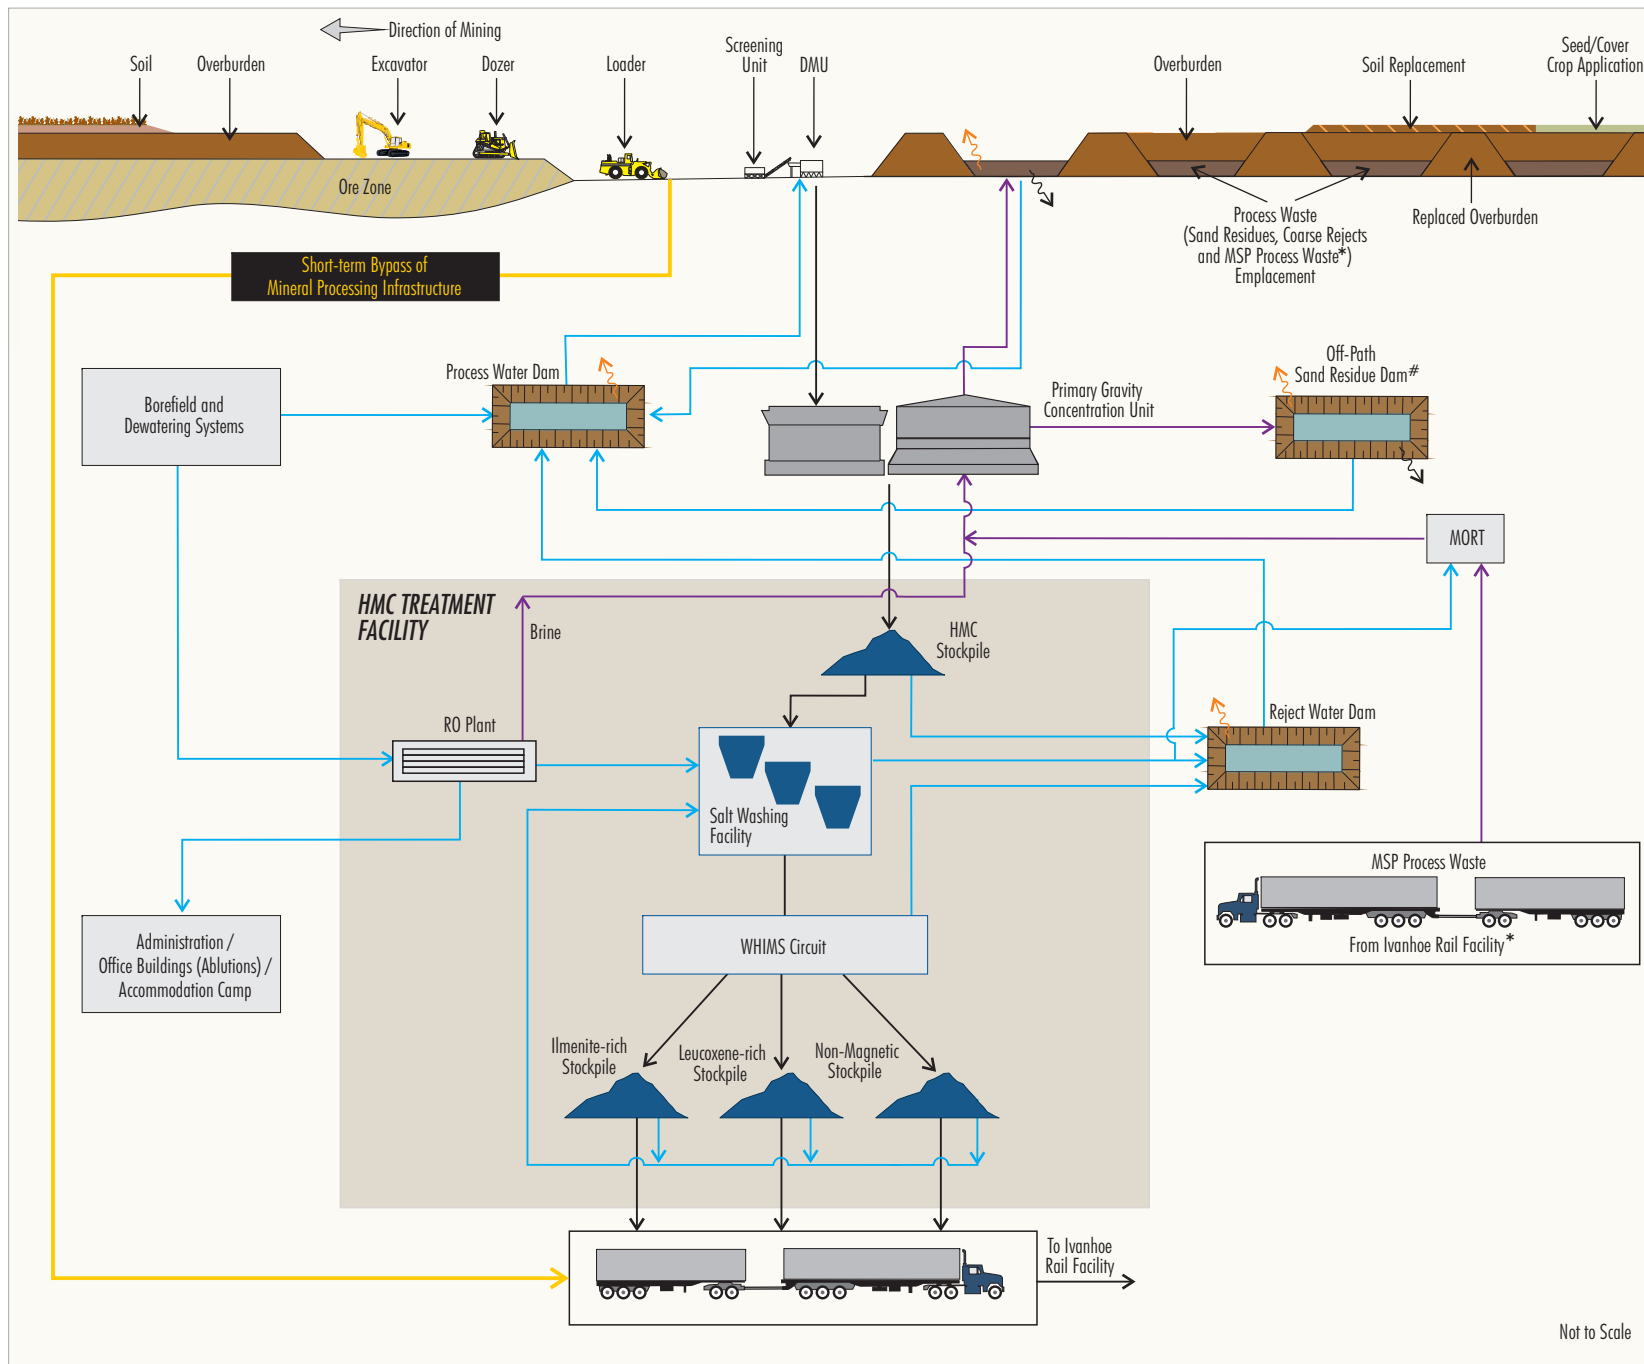 Direction of Mining
Soil
Overburden
Excavator
Dozer
Loader
Screening
Unit
DMU
Overburden
Soil Replacement
Seed/Cover
Crop Application
Ore Zone
Process Waste
(Sand Residues, Coarse Rejects
and MSP Process Waste*)
Emplacement
Replaced Overburden
Short-term Bypass of
Mineral Processing Infrastructure
Borefield and
Dewatering Systems
Process Water Dam
Primary Gravity
Concentration Unit
Off-Path
Sand Residue Dam#
MORT
HMC TREATMENT
FACILITY
Brine
HMC
Stockpile
RO Plant
Reject Water Dam
Salt Washing
Facility
MSP Process Waste
From Ivanhoe Rail Facility*
Administration /
Office Buildings (Ablutions) /
Accommodation Camp
WHIMS Circuit
Ilmenite-rich
Stockpile
Leucoxene-rich
Stockpile
Non-Magnetic
Stockpile
To Ivanhoe
Rail Facility
Not to Scale